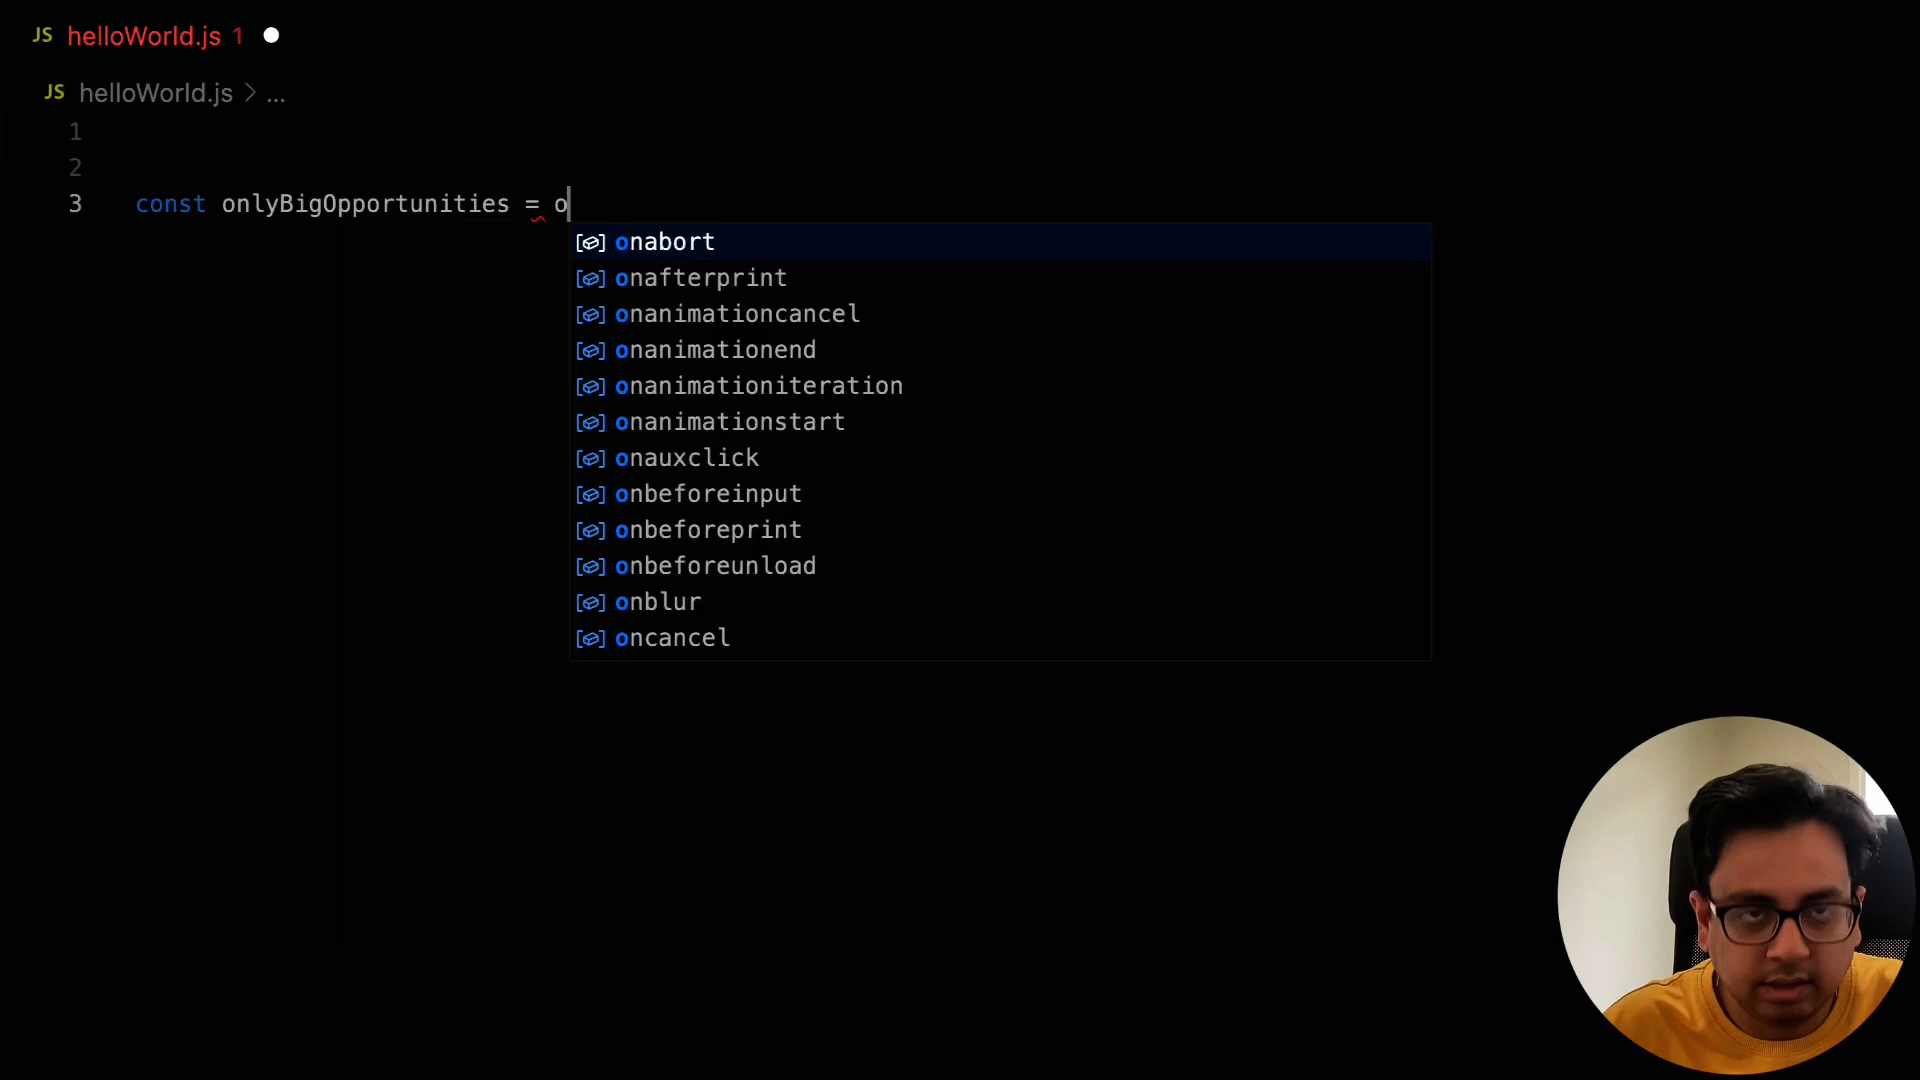 JS helloWorld.js 1
JS helloWorld.js > ...
1
2
3 const onlyBigOpportunities = o
onabort
onafterprint
onanimationcancel
onanimationend
onanimationiteration
onanimationstart
onauxclick
onbeforeinput
onbeforeprint
onbeforeunload
onblur
oncancel